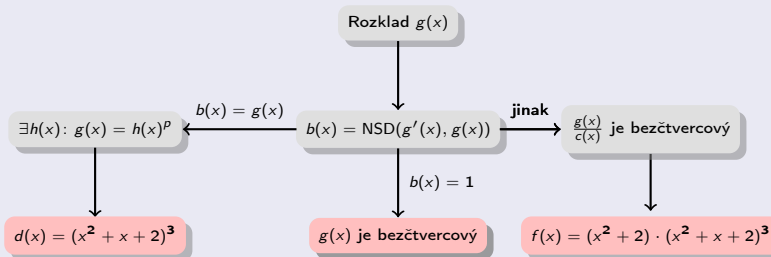 Rozklad g(x)
b(x) = g(x)
jinak
∃h(x): g(x) = h(x)^p
b(x) = NSD(g′(x), g(x))
g(x)/c(x) je bezčtvercový
b(x) = 1
d(x) = (x² + x + 2)³
g(x) je bezčtvercový
f(x) = (x² + 2) · (x² + x + 2)³